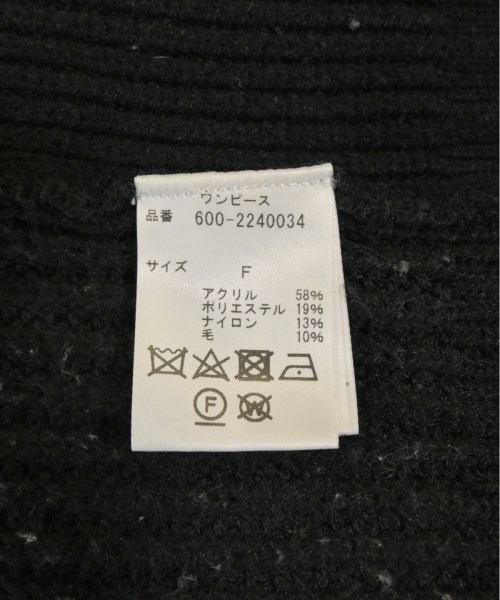 ワンピース
品番 600-2240034
サイズ F
アクリル 58%
ポリエステル 19%
ナイロン 13%
毛 10%
F W